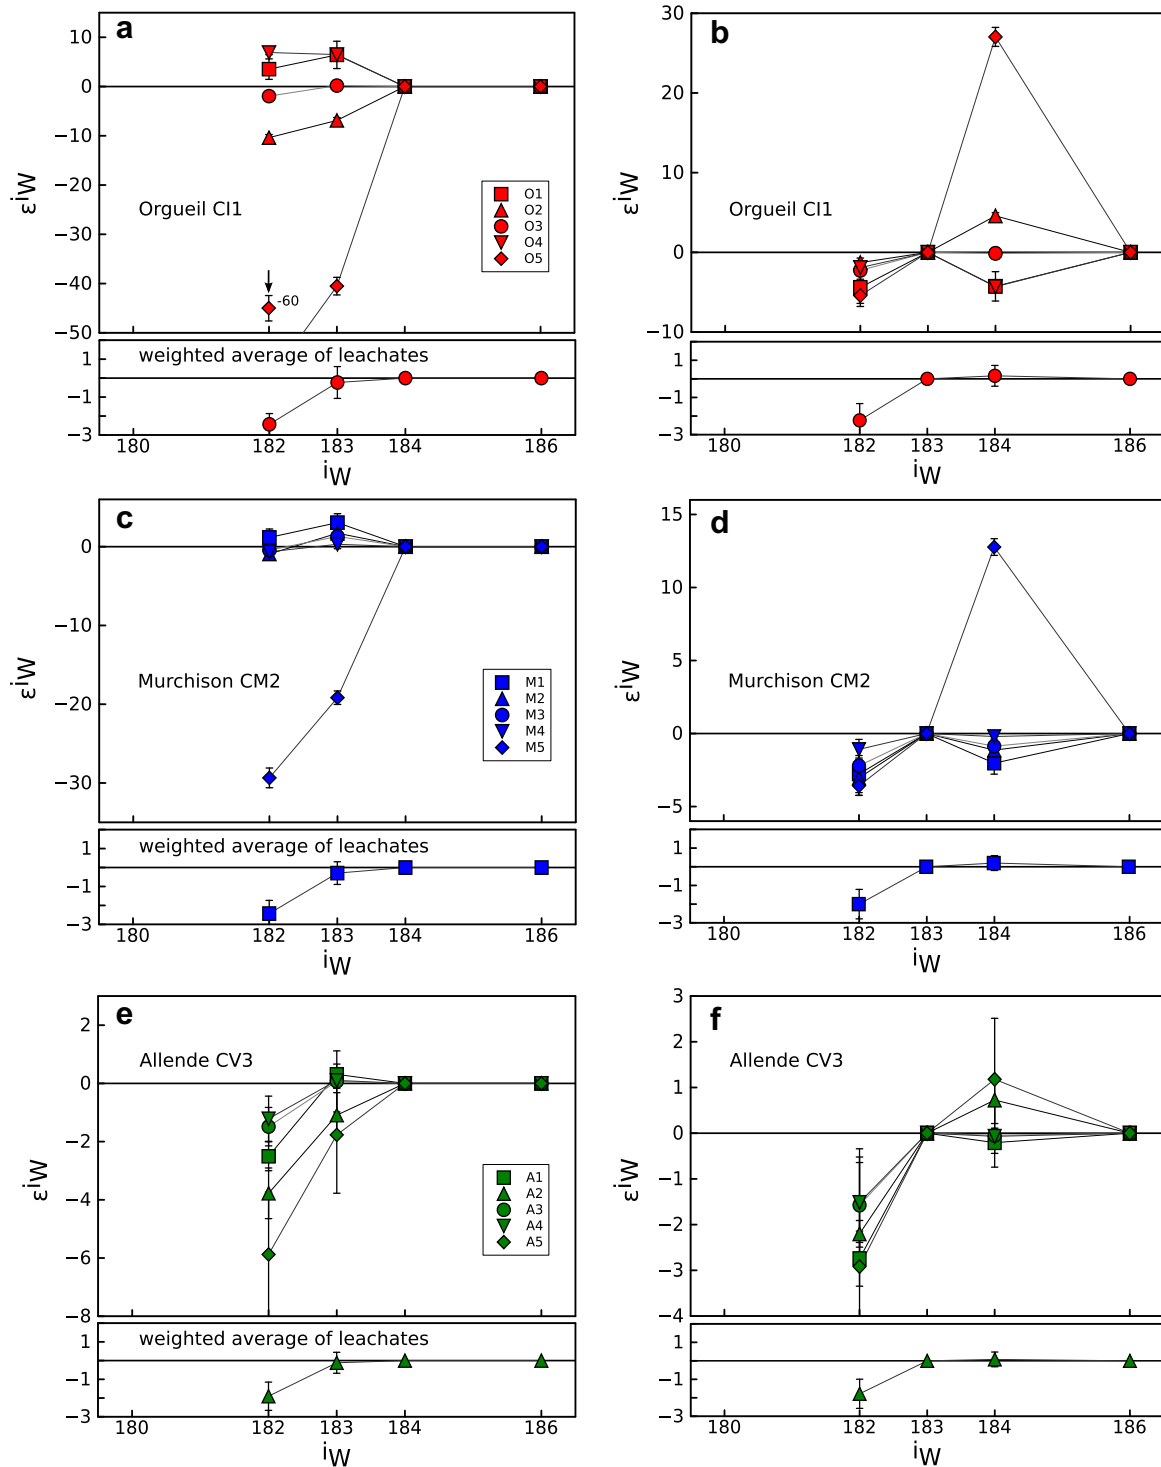 a
10
0
−10
−20
−30
−40
−50
εiW
Orgueil CI1
O1
O2
O3
O4
O5
-60
weighted average of leachates
1
−1
−3
180
182
183
184
186
iW
b
30
20
10
0
−10
εiW
Orgueil CI1
1
−1
−3
180
182
183
184
186
iW
c
0
−10
−20
−30
εiW
Murchison CM2
M1
M2
M3
M4
M5
weighted average of leachates
1
−1
−3
180
182
183
184
186
iW
d
15
10
5
0
−5
εiW
Murchison CM2
1
−1
−3
180
182
183
184
186
iW
e
2
0
−2
−4
−6
−8
εiW
Allende CV3
A1
A2
A3
A4
A5
weighted average of leachates
1
−1
−3
180
182
183
184
186
iW
f
3
2
1
0
−1
−2
−3
−4
εiW
Allende CV3
1
−1
−3
180
182
183
184
186
iW